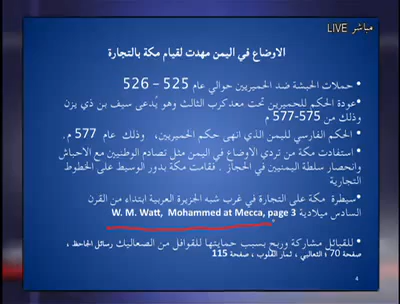 مباشر LIVE
الاوضاع في اليمن مهدت لقيام مكة بالتجارة
• حملات الحبشة ضد الحميريين حوالي عام 525 – 526
•عودة الحكم للحميرين تحت معدكرب الثالث وهو يُدعى سيف بن ذي يزن
وذلك من 575-577 م
• الحكم الفارسي لليمن الذي انهى حكم الحميريين، وذلك عام 577 م.
• استفادت مكة من تردي الاوضاع في اليمن مثل تصادم الوطنيين مع الاحباش
وانحصار سلطة اليمنيين في الحجاز . فقامت مكة بدور الوسيط على الخطوط
التجارية
•سيطرة مكة على التجارة في غرب شبه الجزيرة العربية ابتداء من القرن
السادس ميلادية W. M. Watt, Mohammed at Mecca, page 3
• للقبائل مشاركة وربح بسبب حمايتها للقوافل من الصعاليك رسائل الجاحظ ،
صفحة 70 ؛ الثعالبي ، ثمار القلوب ، صفحة 115
4